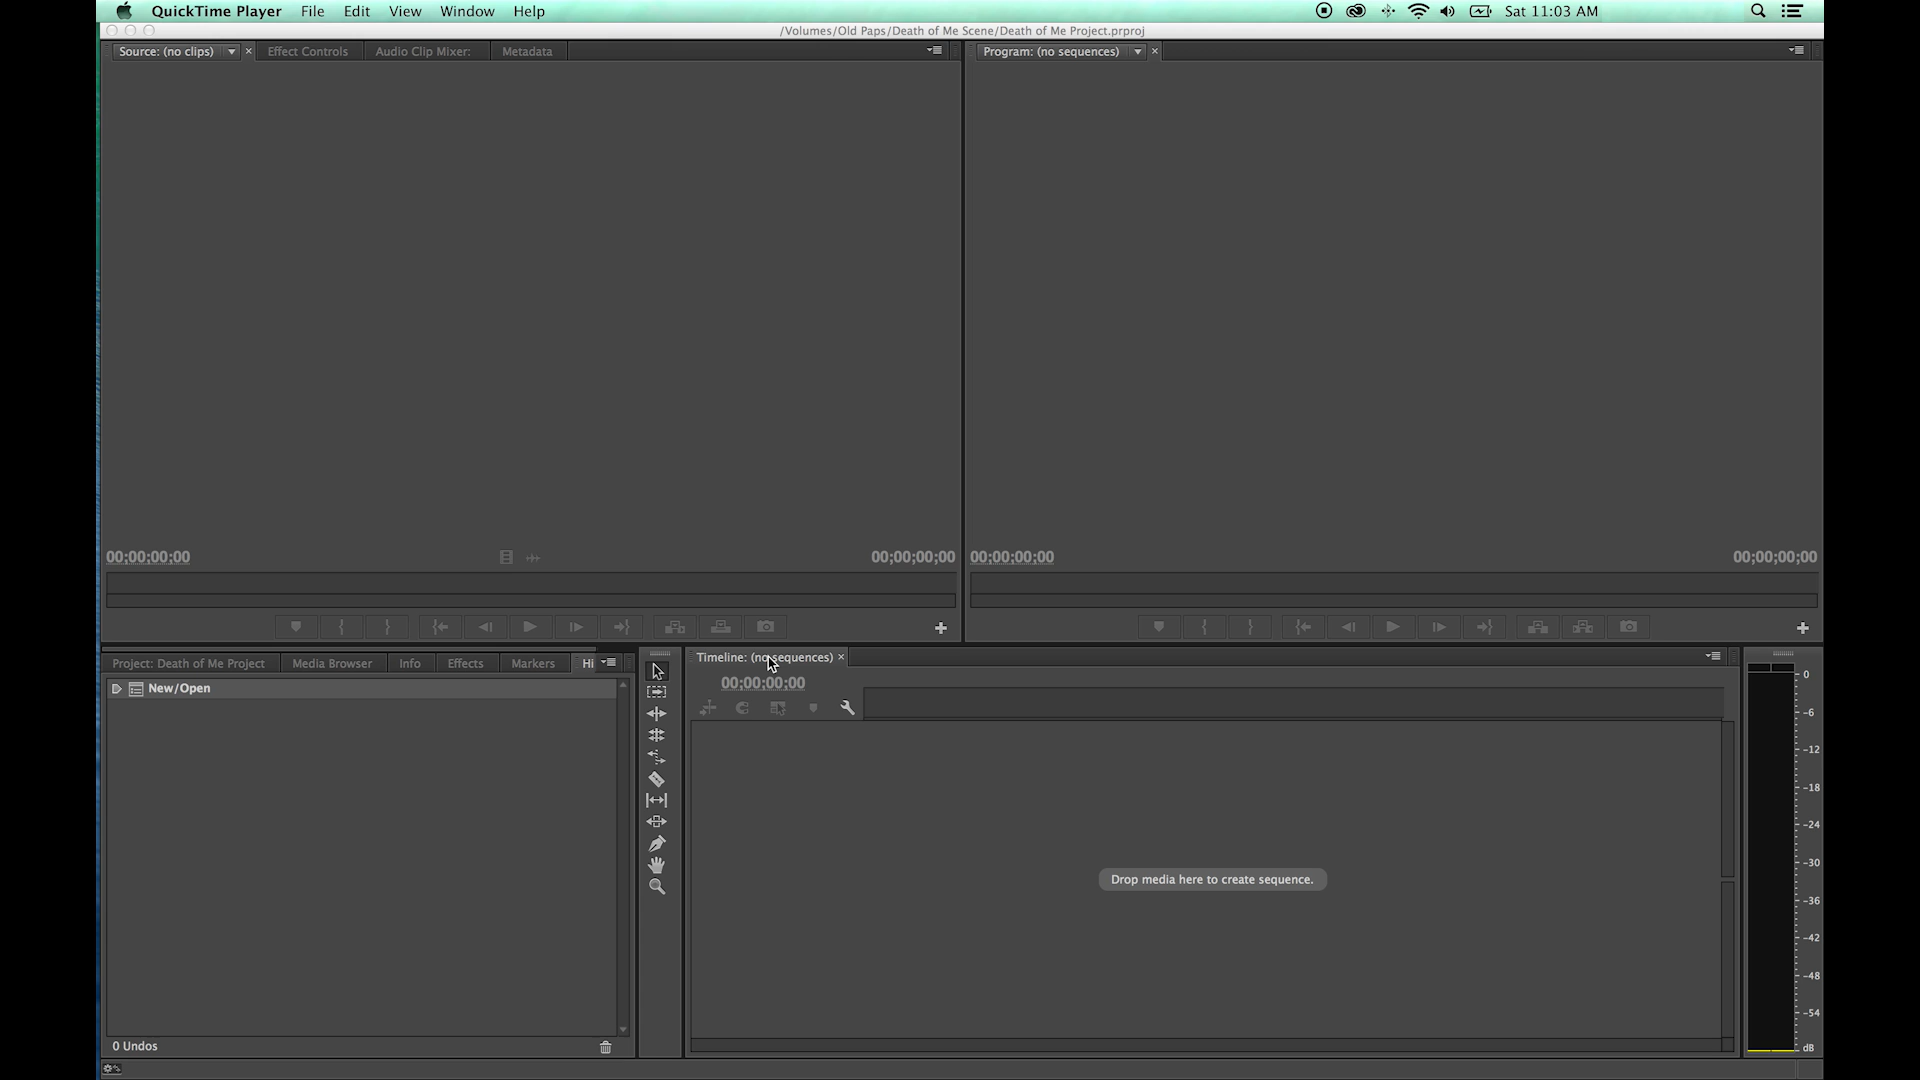 QuickTime Player File Edit View Window Help Sat 11:03 AM
/Volumes/Old Paps/Death of Me Scene/Death of Me Project.prproj
Source: (no clips) Effect Controls Audio Clip Mixer: Metadata
Program: (no sequences)
00;00;00;00 00;00;00;00
00;00;00;00 00;00;00;00
Project: Death of Me Project Media Browser Info Effects Markers Hi
New/Open
0 Undos
Timeline: (no sequences)
00;00;00;00
Drop media here to create sequence.
0
-6
-12
-18
-24
-30
-36
-42
-48
-54
dB